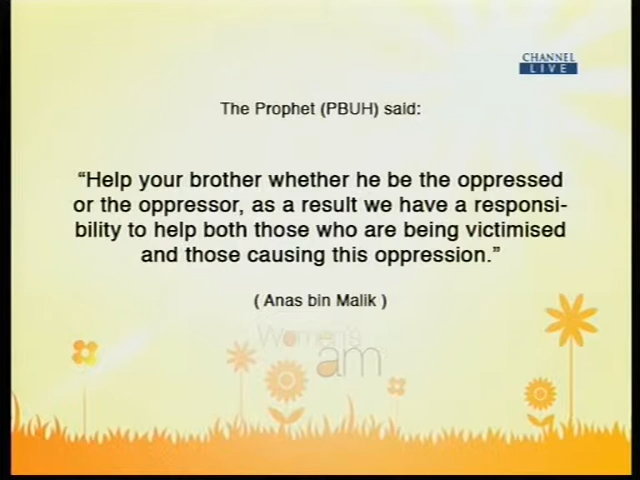 CHANNEL
LIVE
The Prophet (PBUH) said:
“Help your brother whether he be the oppressed
or the oppressor, as a result we have a responsi-
bility to help both those who are being victimised
and those causing this oppression.”
( Anas bin Malik )
Women's
am